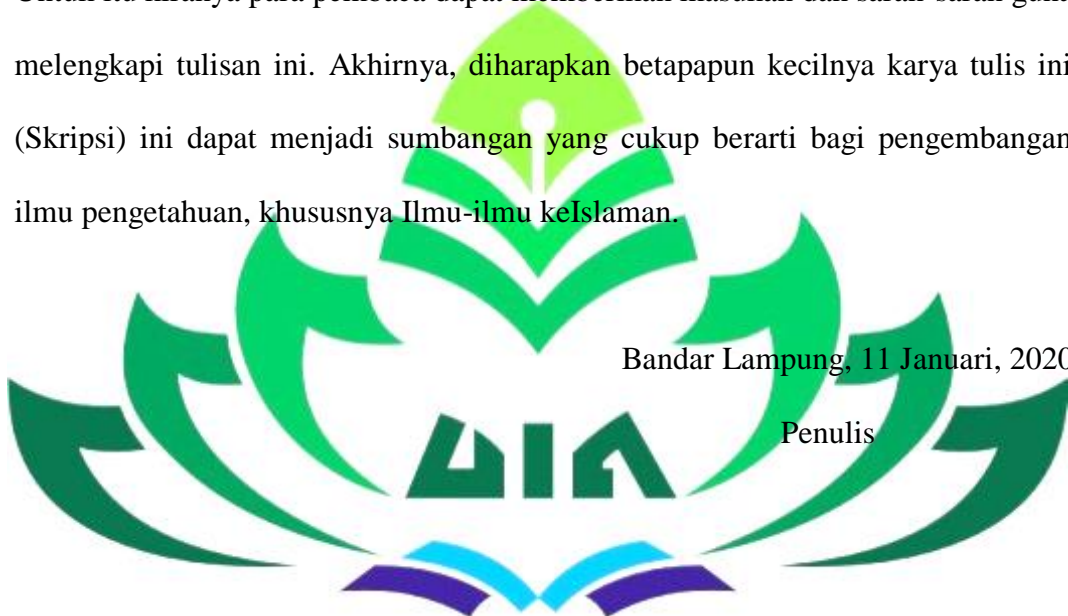 melengkapi tulisan ini. Akhirnya, diharapkan betapapun kecilnya karya tulis ini
(Skripsi) ini dapat menjadi sumbangan yang cukup berarti bagi pengembangan
ilmu pengetahuan, khususnya Ilmu-ilmu keIslaman.
Bandar Lampung, 11 Januari, 2020
Penulis
UIN